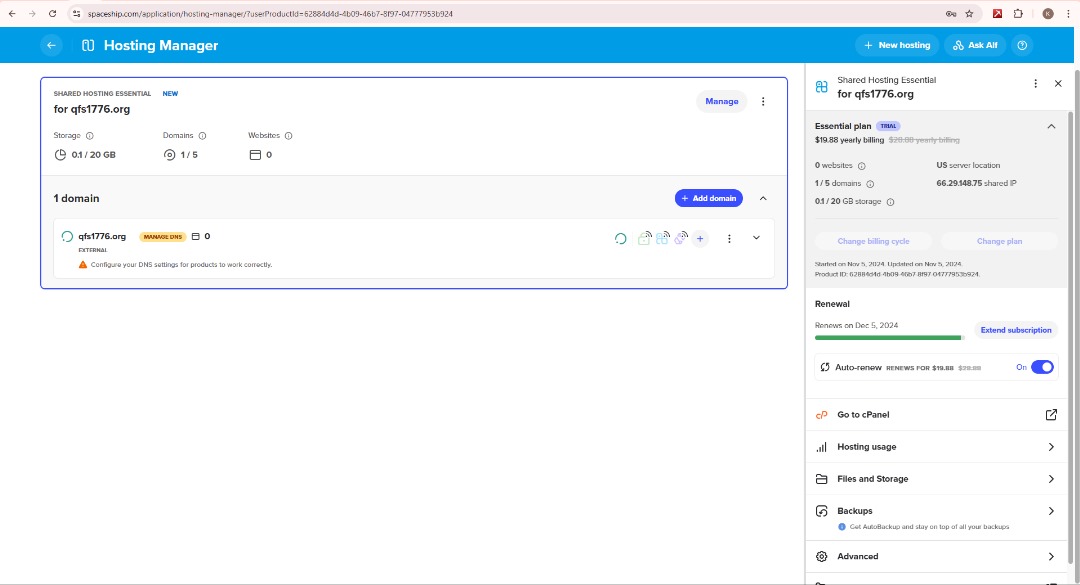 spaceship.com/application/hosting-manager/?userProductId=62884d4d-4b09-46b7-8f97-04777953b924
K
Hosting Manager
+ New hosting
Ask Alf
SHARED HOSTING ESSENTIAL NEW
for qfs1776.org
Manage
Storage Domains Websites
0.1 / 20 GB 1 / 5 0
1 domain
+ Add domain
qfs1776.org MANAGE DNS 0
EXTERNAL
Configure your DNS settings for products to work correctly.
Shared Hosting Essential
for qfs1776.org
Essential plan TRIAL
$19.88 yearly billing $28.88 yearly billing
0 websites US server location
1 / 5 domains 66.29.148.75 shared IP
0.1 / 20 GB storage
Change billing cycle Change plan
Started on Nov 5, 2024. Updated on Nov 5, 2024.
Product ID: 62884d4d-4b09-46b7-8f97-04777953b924.
Renewal
Renews on Dec 5, 2024
Extend subscription
Auto-renew RENEWS FOR $19.88 $28.88 On
cP Go to cPanel
Hosting usage
Files and Storage
Backups
Get AutoBackup and stay on top of all your backups
Advanced